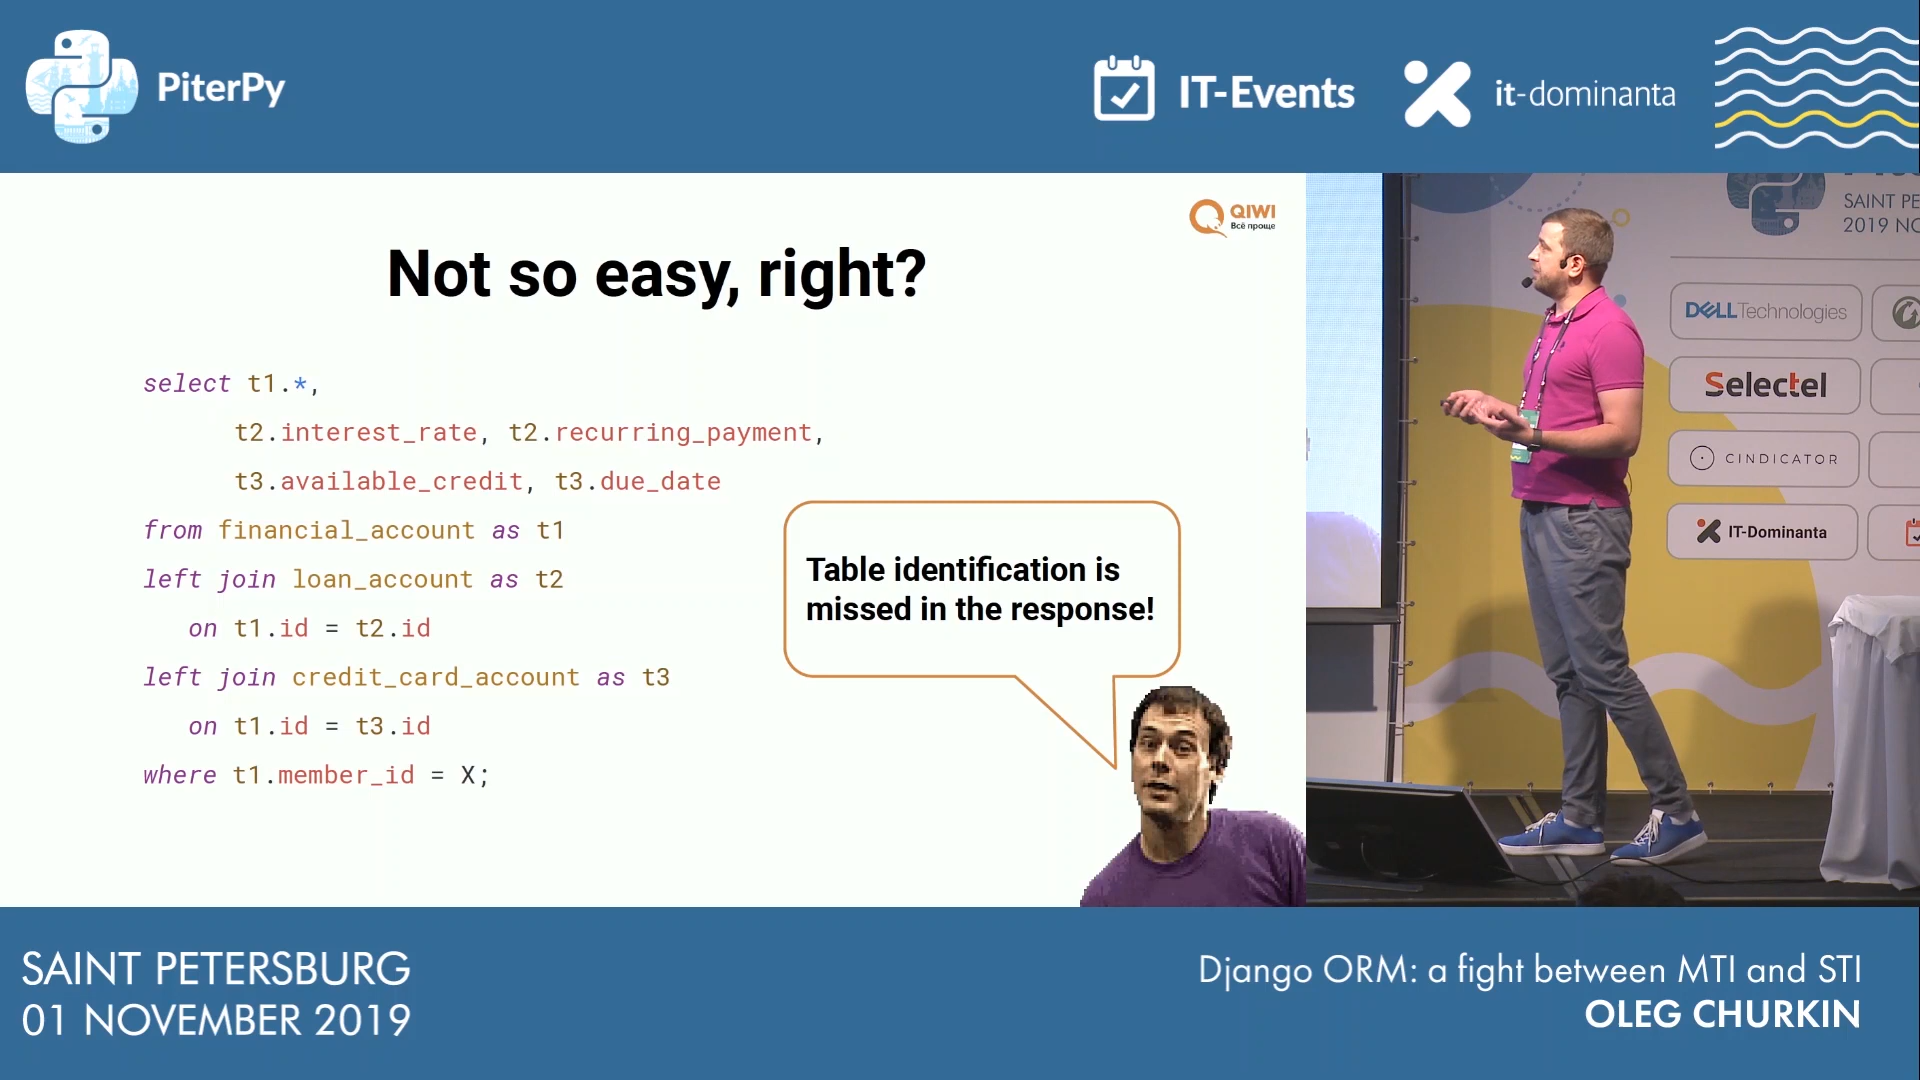 PiterPy
IT-Events
it-dominanta
QIWI
Всё проще
Not so easy, right?
select t1.*,
t2.interest_rate, t2.recurring_payment,
t3.available_credit, t3.due_date
from financial_account as t1
left join loan_account as t2
on t1.id = t2.id
left join credit_card_account as t3
on t1.id = t3.id
where t1.member_id = X;
Table identification is
missed in the response!
SAINT PE
2019 NO
DELL Technologies
Selectel
CINDICATOR
IT-Dominanta
SAINT PETERSBURG
01 NOVEMBER 2019
Django ORM: a fight between MTI and STI
OLEG CHURKIN